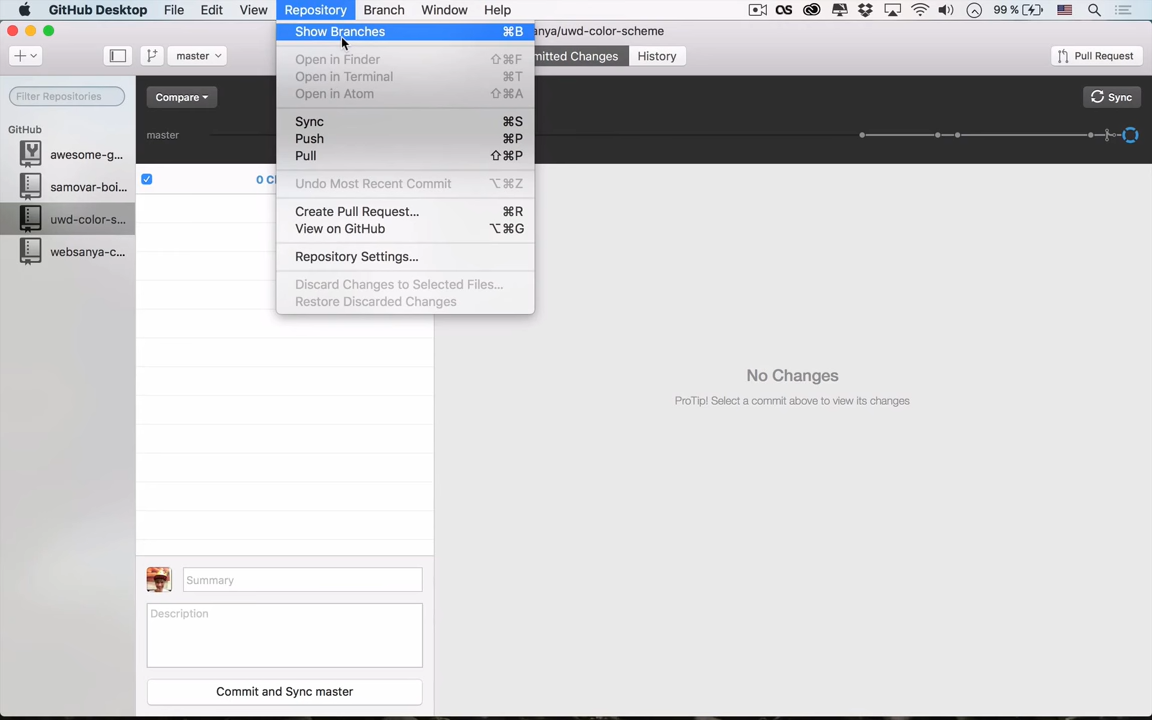 GitHub Desktop File Edit View Repository Branch Window Help 99 %
anya/uwd-color-scheme
master
mitted Changes
History
Pull Request
Show Branches ⌘B
Open in Finder ⇧⌘F
Open in Terminal ⌘T
Open in Atom ⇧⌘A
Sync ⌘S
Push ⌘P
Pull ⇧⌘P
Undo Most Recent Commit ⌥⌘Z
Create Pull Request... ⌘R
View on GitHub ⌥⌘G
Repository Settings...
Discard Changes to Selected Files...
Restore Discarded Changes
Filter Repositories
GitHub
awesome-g...
samovar-boi...
uwd-color-s...
websanya-c...
Compare
Sync
master
0 Cl
No Changes
ProTip! Select a commit above to view its changes
Summary
Description
Commit and Sync master